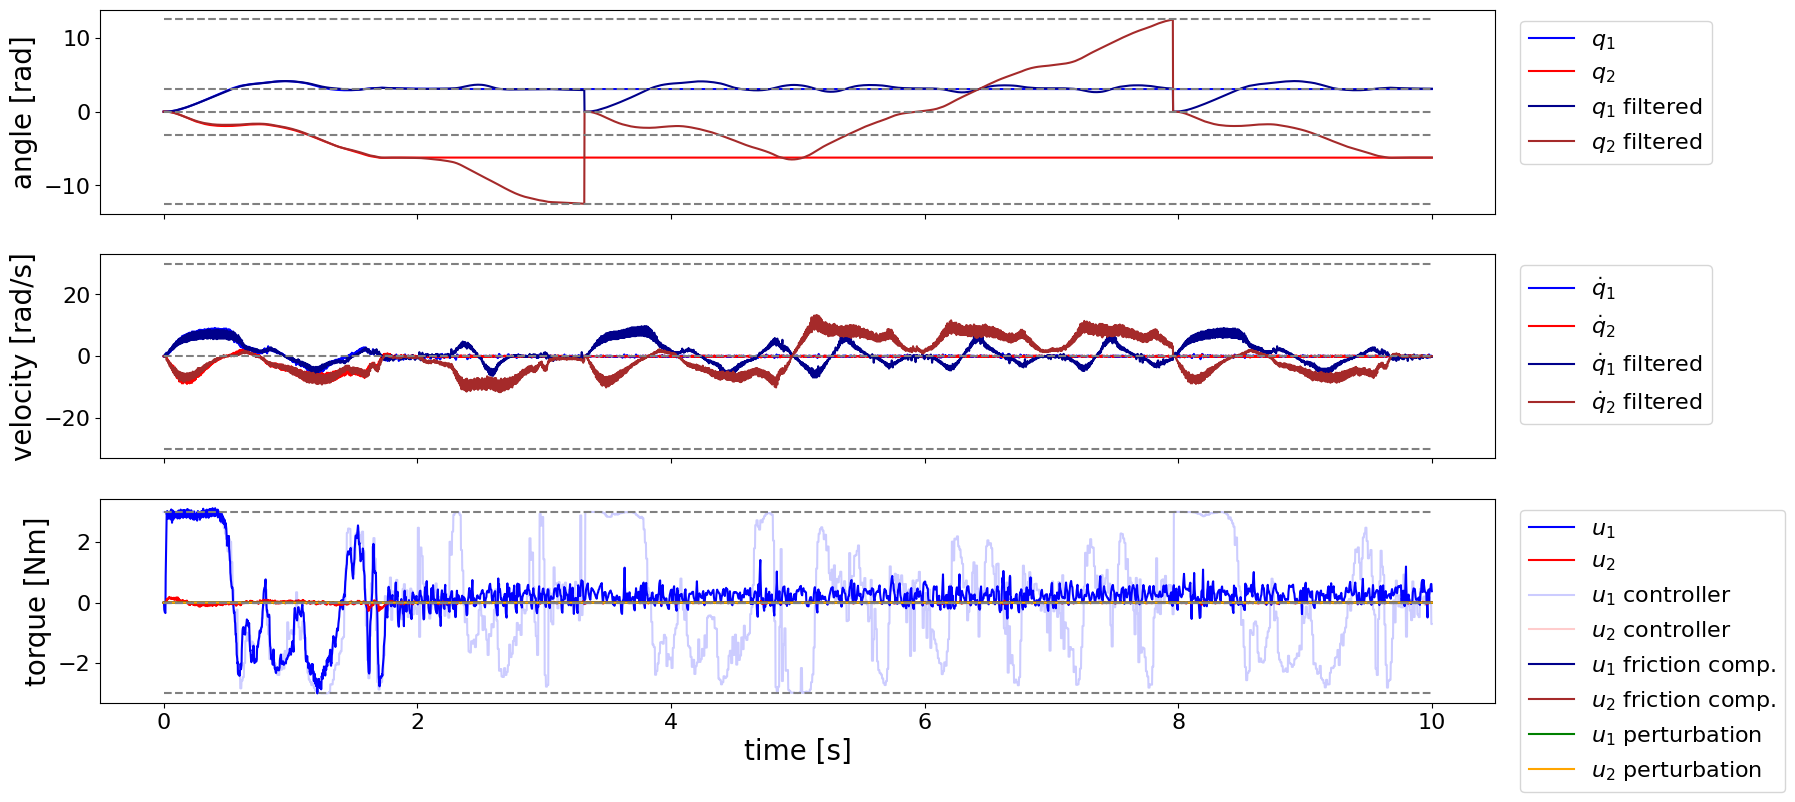 angle [rad]
10
0
−10
q₁
q₂
q₁ filtered
q₂ filtered
velocity [rad/s]
20
0
−20
q̇₁
q̇₂
q̇₁ filtered
q̇₂ filtered
torque [Nm]
2
0
−2
0 2 4 6 8 10
time [s]
u₁
u₂
u₁ controller
u₂ controller
u₁ friction comp.
u₂ friction comp.
u₁ perturbation
u₂ perturbation